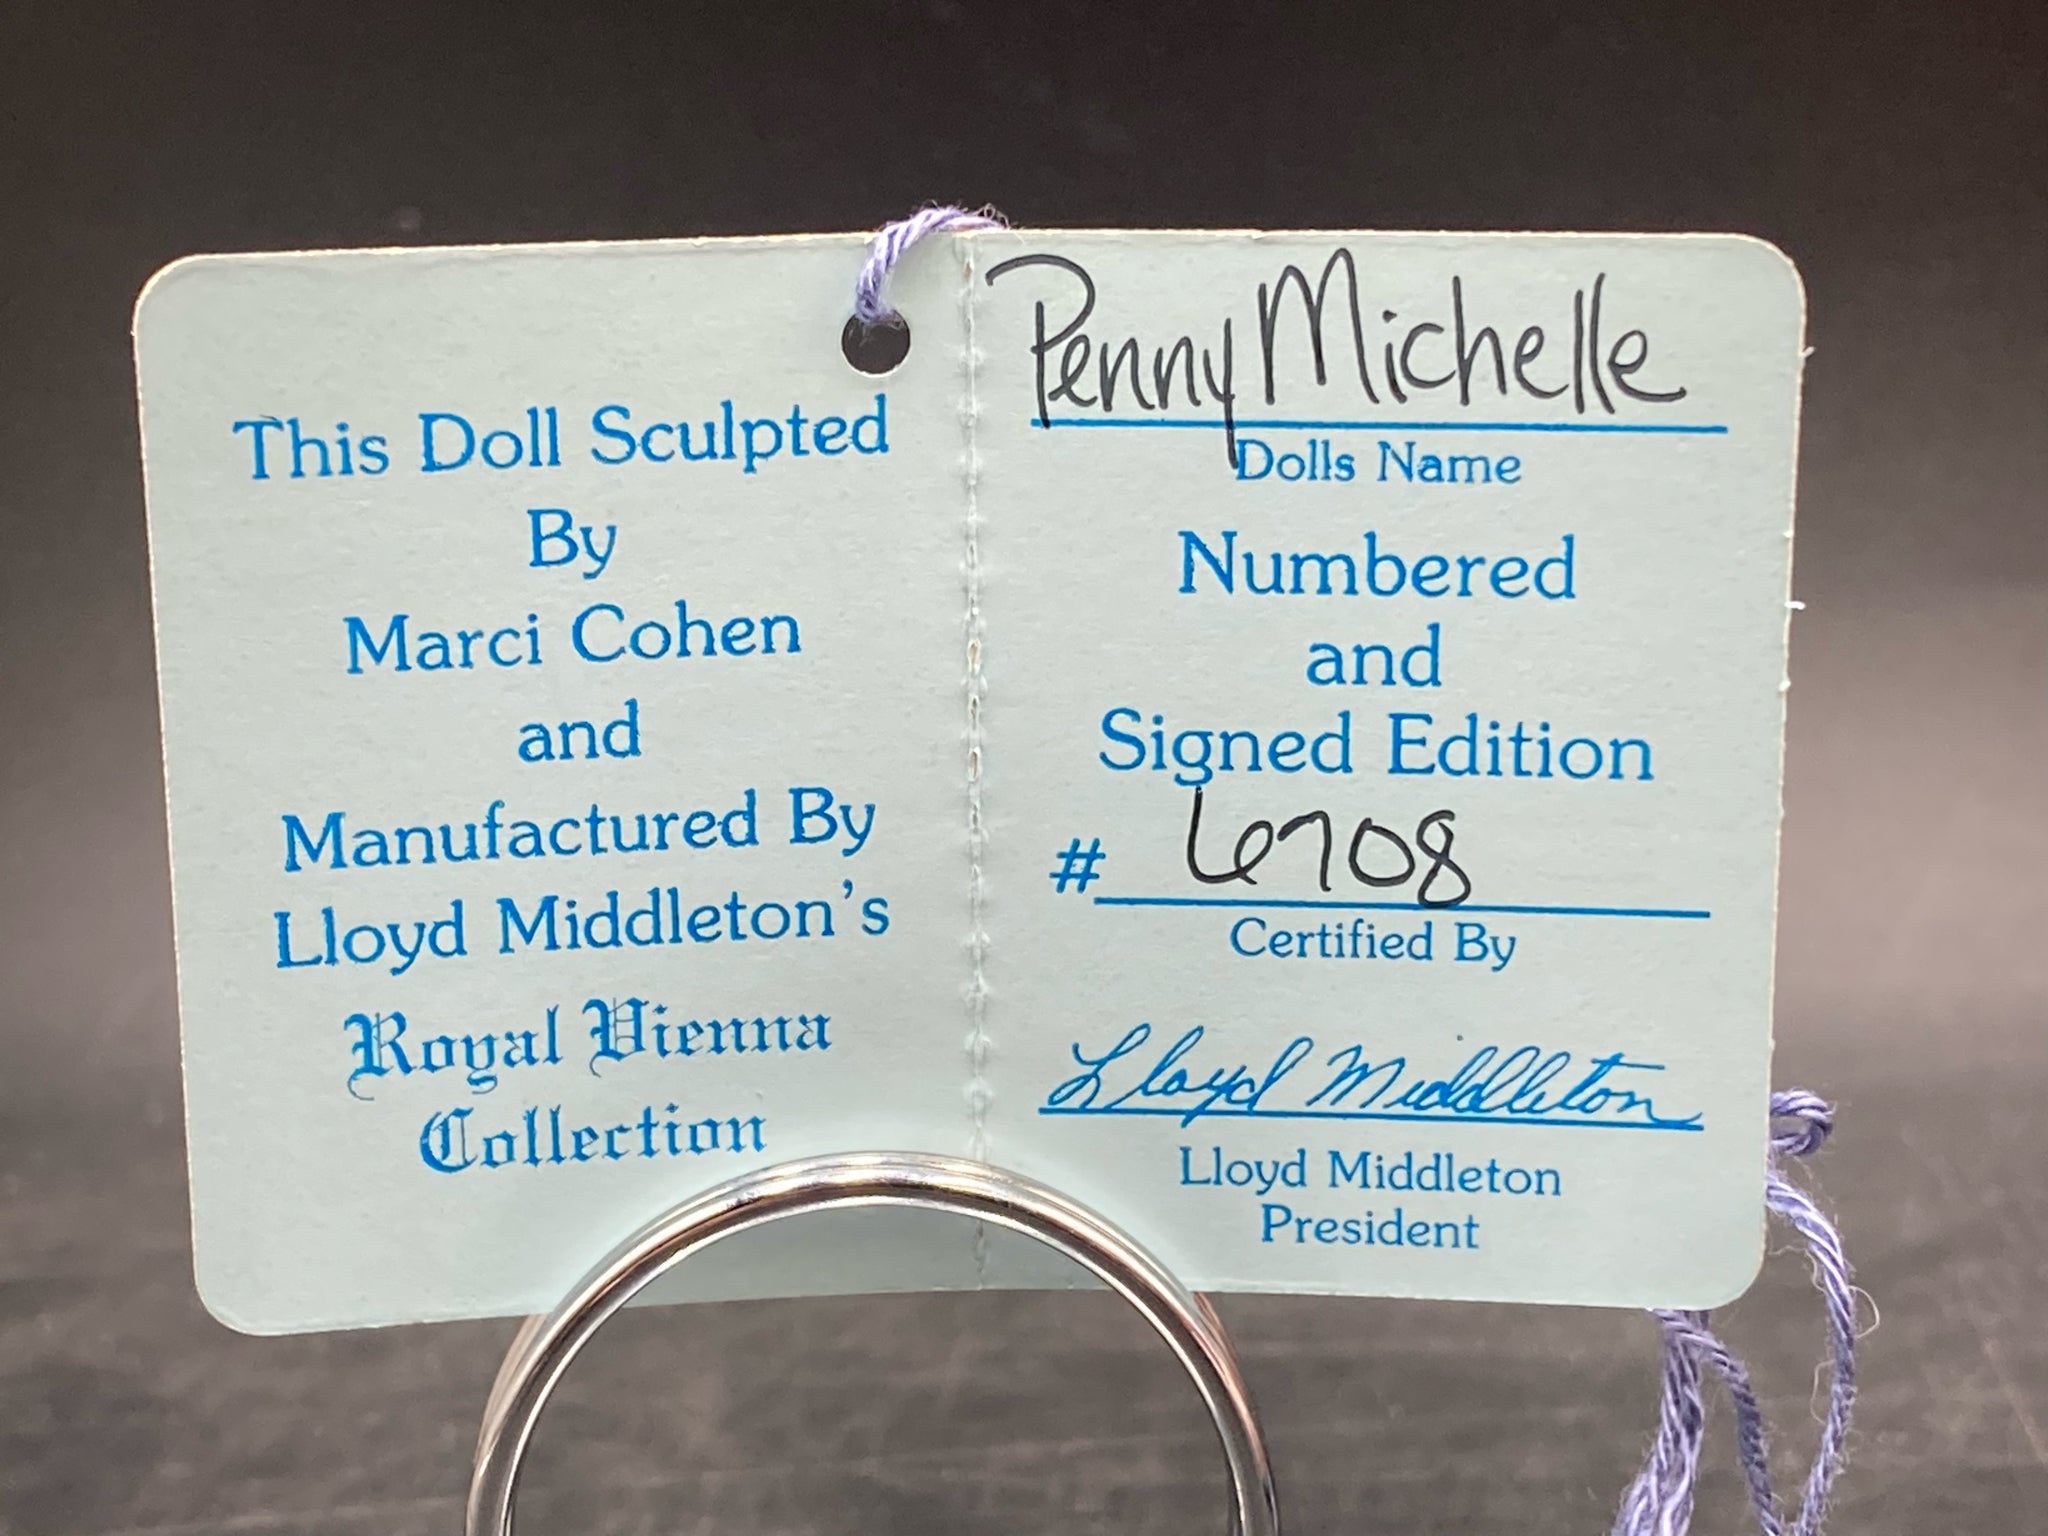 This Doll Sculpted
By
Marci Cohen
and
Manufactured By
Lloyd Middleton's
Royal Vienna
Collection
Penny Michelle
Dolls Name
Numbered
and
Signed Edition
# 6708
Certified By
Lloyd Middleton
Lloyd Middleton
President